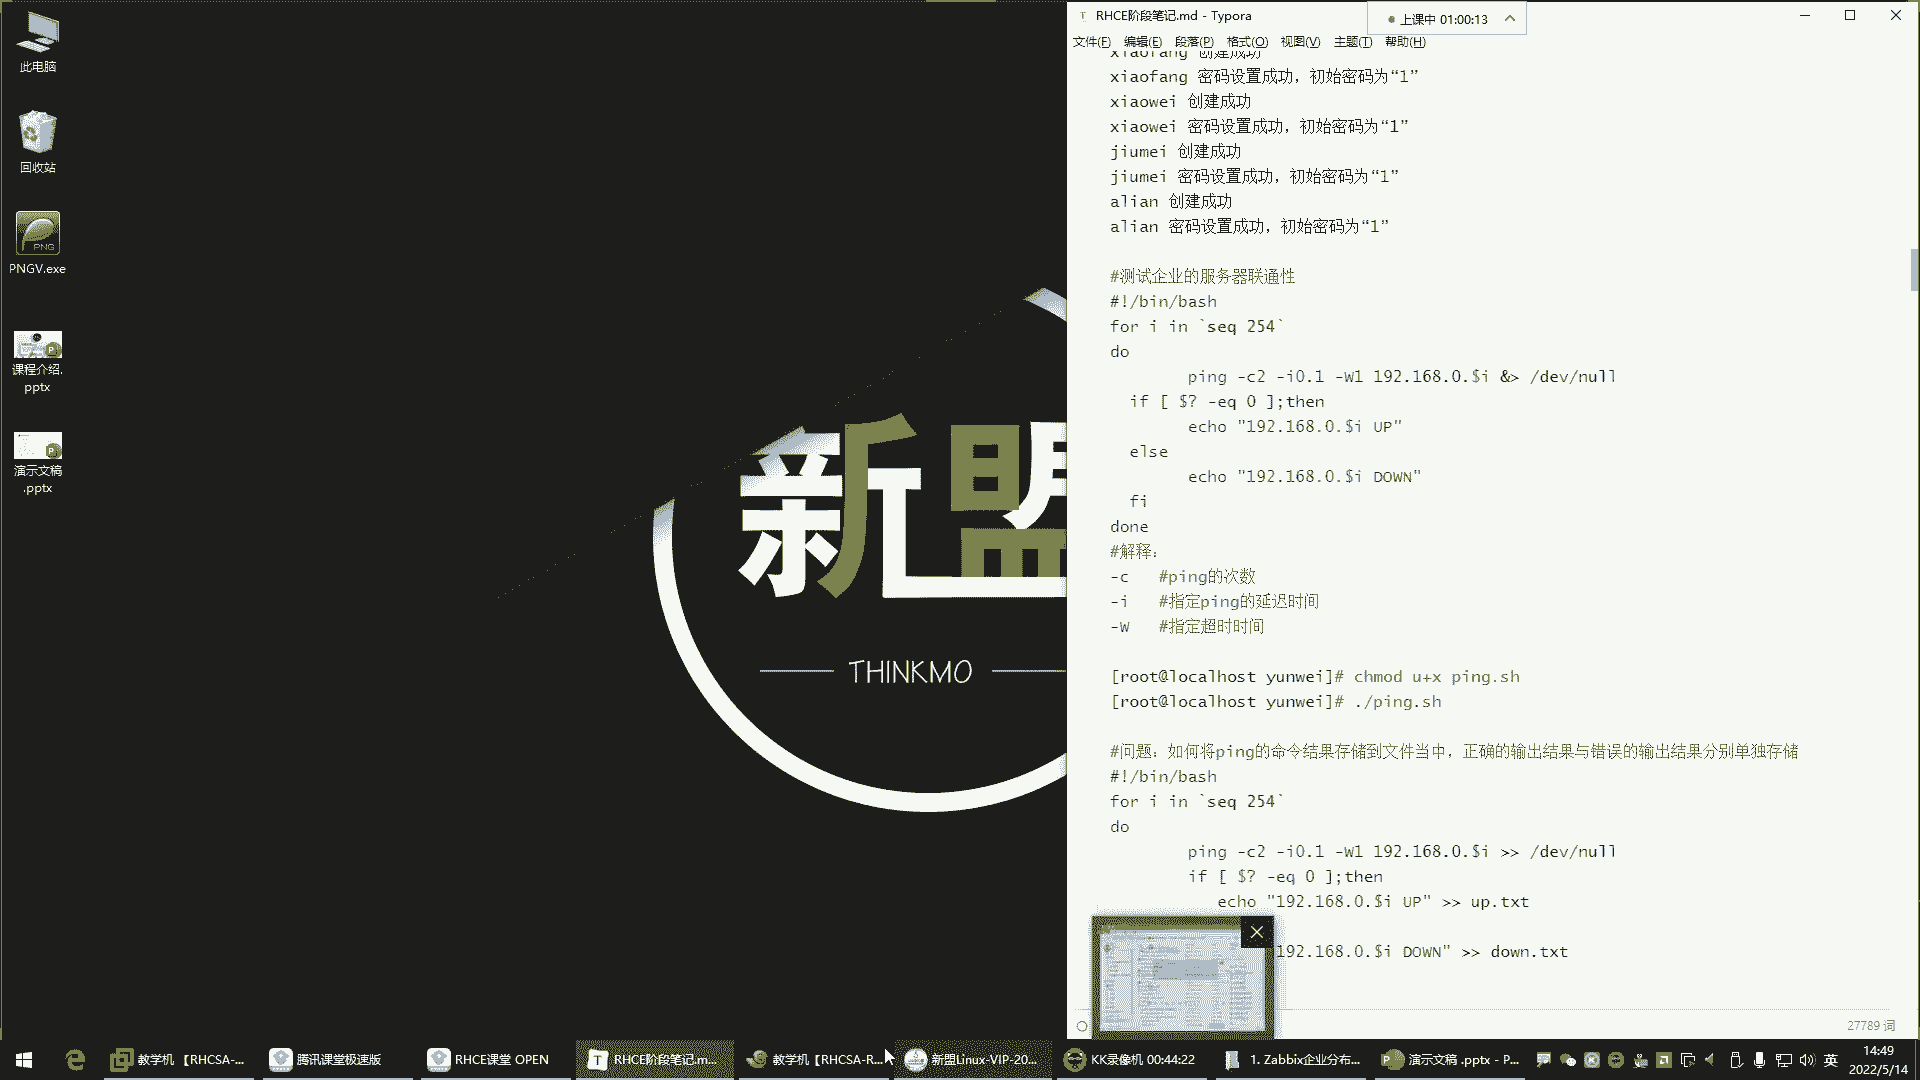 RHCE阶段笔记.md - Typora
上课中 01:00:13
文件(F) 编辑(E) 段落(P) 格式(O) 视图(V) 主题(T) 帮助(H)
此电脑
回收站
PNGV.exe
课程介绍.
pptx
演示文稿
.pptx
新盟
THINKMO
xiaofang 创建成功
xiaofang 密码设置成功，初始密码为“1”
xiaowei 创建成功
xiaowei 密码设置成功，初始密码为“1”
jiumei 创建成功
jiumei 密码设置成功，初始密码为“1”
alian 创建成功
alian 密码设置成功，初始密码为“1”
#测试企业的服务器联通性
#!/bin/bash
for i in `seq 254`
do
ping -c2 -i0.1 -W1 192.168.0.$i &> /dev/null
if [ $? -eq 0 ];then
echo "192.168.0.$i UP"
else
echo "192.168.0.$i DOWN"
fi
done
#解释：
-c #ping的次数
-i #指定ping的延迟时间
-W #指定超时时间
[root@localhost yunwei]# chmod u+x ping.sh
[root@localhost yunwei]# ./ping.sh
#问题：如何将ping的命令结果存储到文件当中，正确的输出结果与错误的输出结果分别单独存储
#!/bin/bash
for i in `seq 254`
do
ping -c2 -i0.1 -W1 192.168.0.$i >> /dev/null
if [ $? -eq 0 ];then
echo "192.168.0.$i UP" >> up.txt
192.168.0.$i DOWN" >> down.txt
27789 词
教学机【RHCSA-...
腾讯课堂极速版
RHCE课堂 OPEN
RHCE阶段笔记.m...
教学机【RHCSA-R...
新盟Linux-VIP-20...
KK录像机 00:44:22
1. Zabbix企业分布...
演示文稿 .pptx - P...
英
14:49
2022/5/14